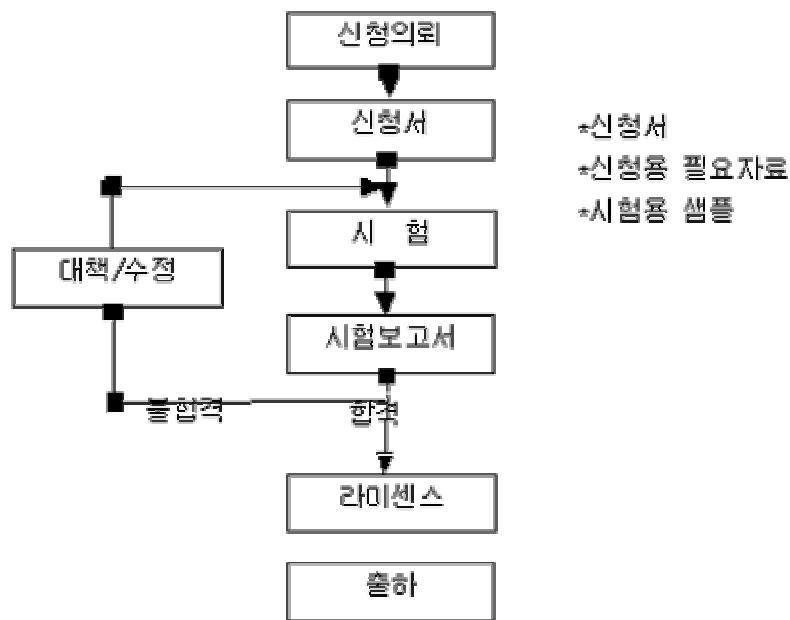 신청의뢰
신청서
*신청서
*신청용 필요자료
*시험용 샘플
시 험
대책/수정
시험보고서
불합격
합격
라이센스
출하